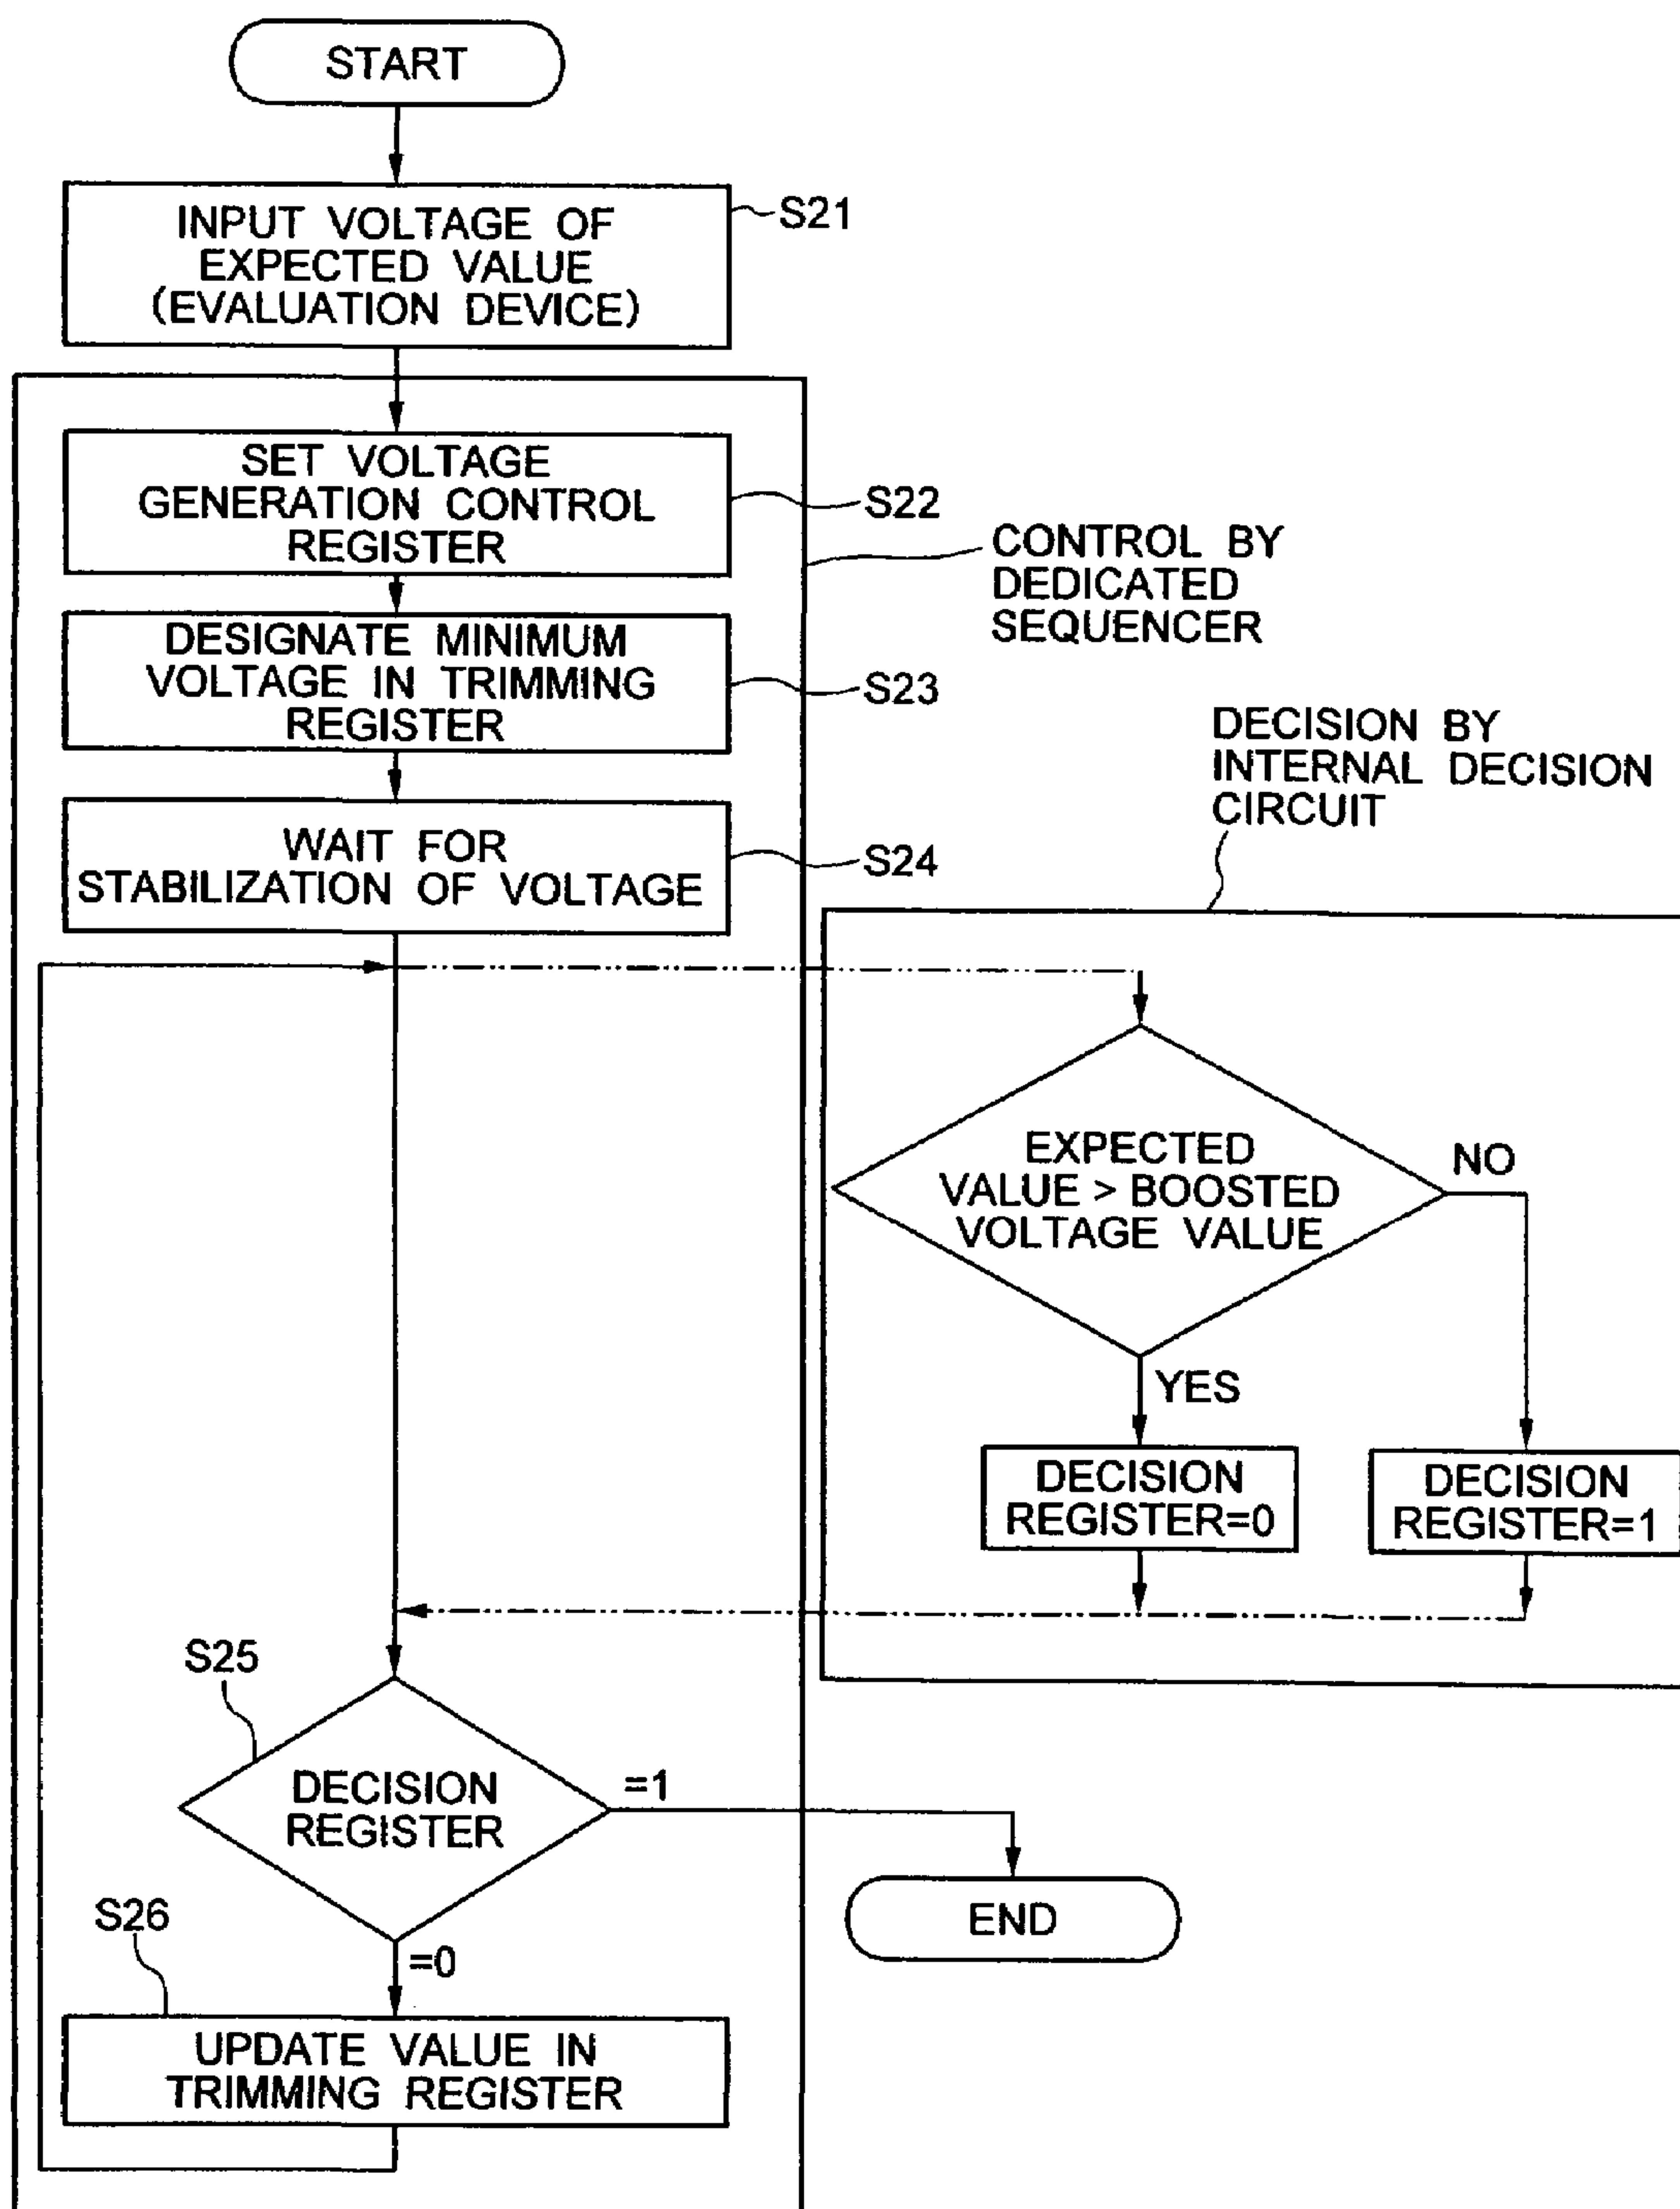 START
INPUT VOLTAGE OF
EXPECTED VALUE
(EVALUATION DEVICE)
S21
SET VOLTAGE
GENERATION CONTROL
REGISTER
S22
CONTROL BY
DEDICATED
SEQUENCER
DESIGNATE MINIMUM
VOLTAGE IN TRIMMING
REGISTER
S23
DECISION BY
INTERNAL DECISION
CIRCUIT
WAIT FOR
STABILIZATION OF VOLTAGE
S24
EXPECTED
VALUE > BOOSTED
VOLTAGE VALUE
NO
YES
DECISION
REGISTER=0
DECISION
REGISTER=1
S25
DECISION
REGISTER
=1
END
S26
=0
UPDATE VALUE IN
TRIMMING REGISTER